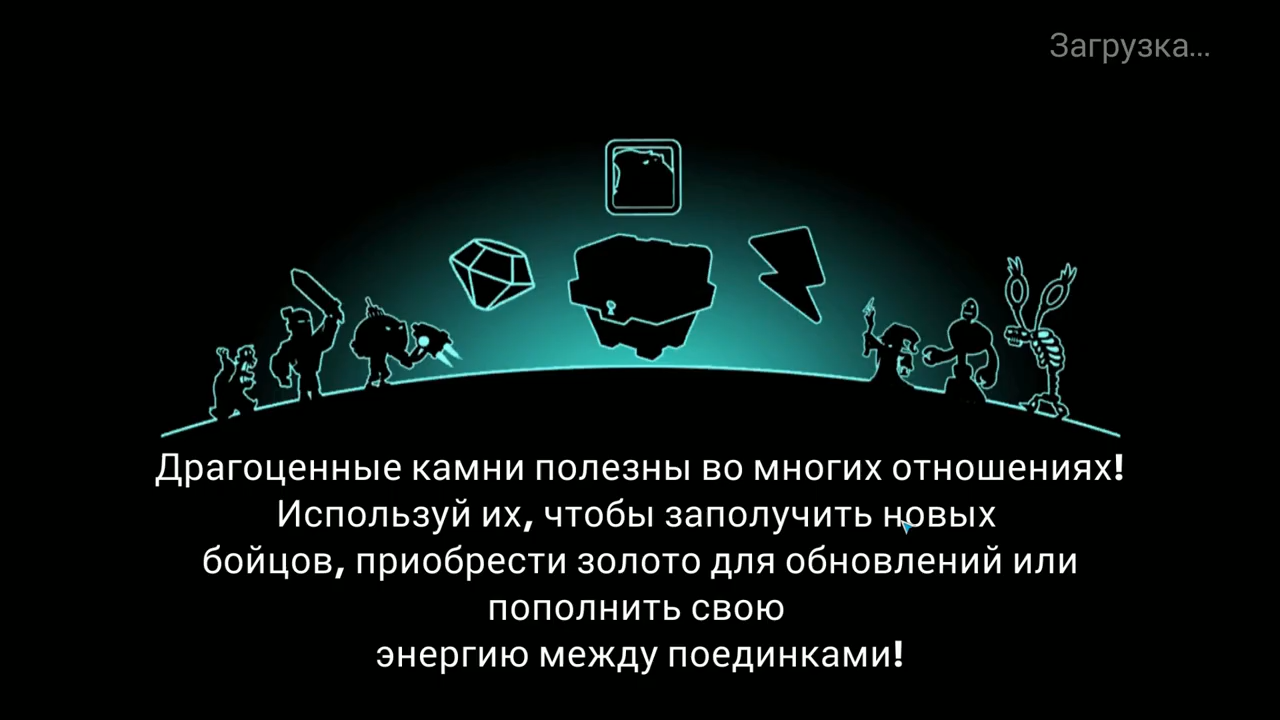 Загрузка...
Драгоценные камни полезны во многих отношениях!
Используй их, чтобы заполучить новых
бойцов, приобрести золото для обновлений или
пополнить свою
энергию между поединками!